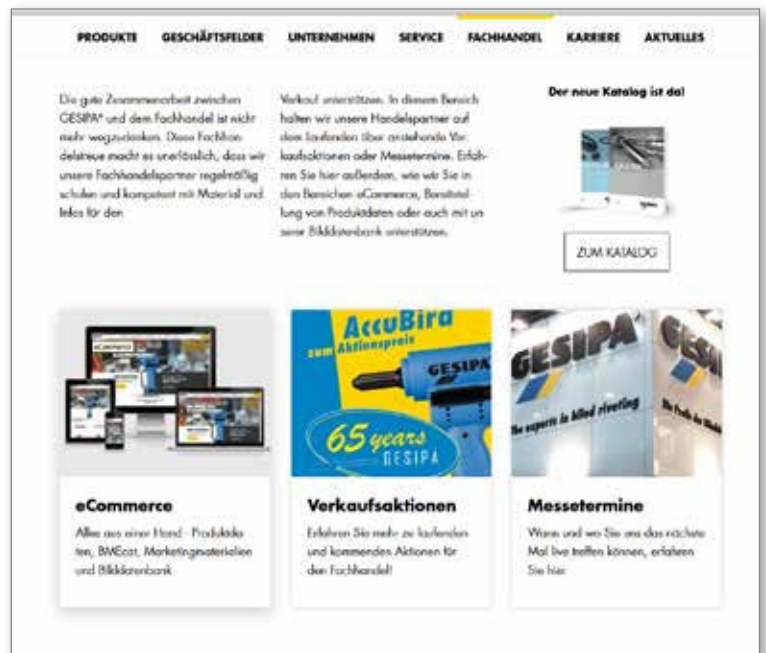 PRODUKTE GESCHÄFTSFELDER UNTERNEHMEN SERVICE FACHHANDEL KARRIERE AKTUELLES
Die gute Zusammenarbeit zwischen
GESIPA® und dem Fachhandel ist nicht
mehr wegzudenken. Diese Fachhan-
delstreue macht es unerlässlich, dass wir
unsere Fachhandelspartner regelmäßig
schulen und kompetent mit Material und
Infos für den
Verkauf unterstützen. In diesem Bereich
halten wir unsere Handelspartner auf
dem laufenden über anstehende Ver-
kaufsaktionen oder Messetermine. Erfah-
ren Sie hier außerdem, wie wir Sie in
den Bereichen eCommerce, Bereitstel-
lung von Produktdaten oder auch mit un-
serer Bilddatenbank unterstützen.
Der neue Katalog ist da!
ZUM KATALOG
eCommerce
AccuBird
zum Aktionspreis
GESIPA
65 years
GESIPA
GESIPA
The experts in blind riveting
GESIPA
eCommerce
Alles aus einer Hand - Produktda-
ten, BMEcat, Marketingmaterialien
und Bilddatenbank
Verkaufsaktionen
Erfahren Sie mehr zu laufenden
und kommenden Aktionen für
den Fachhandel!
Messetermine
Wann und wo Sie uns das nächste
Mal live treffen können, erfahren
Sie hier